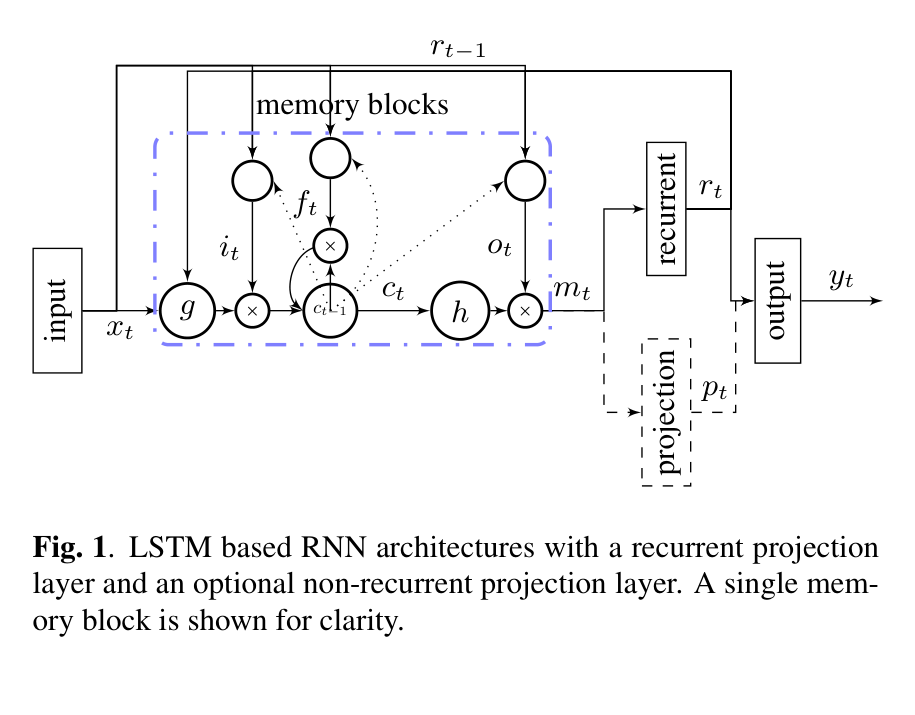 r_{t−1}
memory blocks
recurrent
r_t
f_t
i_t
×
o_t
input
x_t
g
×
c_{t−1}
c_t
h
×
m_t
output
y_t
projection
p_t
Fig. 1. LSTM based RNN architectures with a recurrent projection
layer and an optional non-recurrent projection layer. A single mem-
ory block is shown for clarity.